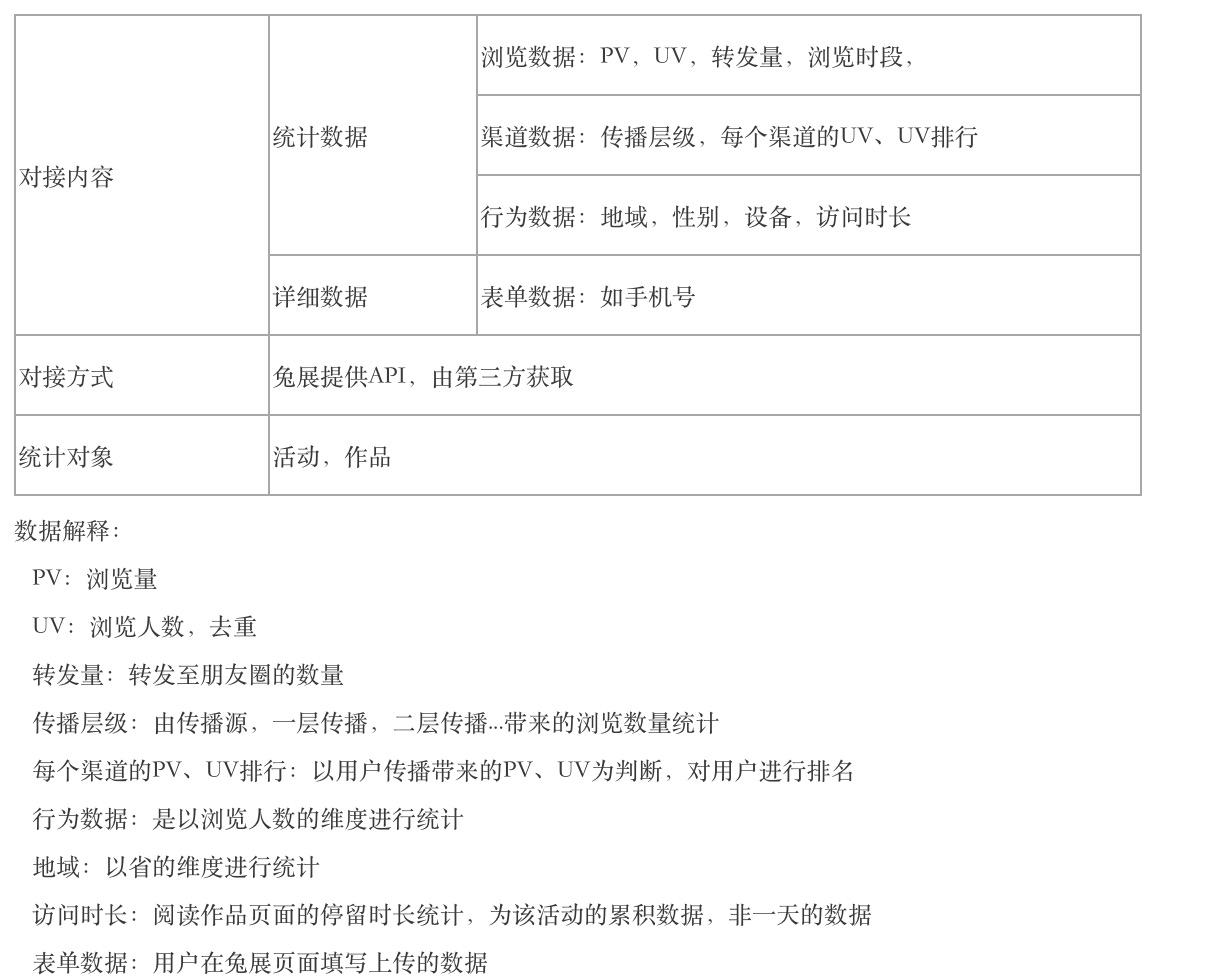 对接内容
统计数据
浏览数据：PV，UV，转发量，浏览时段，
渠道数据：传播层级，每个渠道的UV、UV排行
行为数据：地域，性别，设备，访问时长
详细数据
表单数据：如手机号
对接方式
兔展提供API，由第三方获取
统计对象
活动，作品
数据解释：
PV：浏览量
UV：浏览人数，去重
转发量：转发至朋友圈的数量
传播层级：由传播源，一层传播，二层传播...带来的浏览数量统计
每个渠道的PV、UV排行：以用户传播带来的PV、UV为判断，对用户进行排名
行为数据：是以浏览人数的维度进行统计
地域：以省的维度进行统计
访问时长：阅读作品页面的停留时长统计，为该活动的累积数据，非一天的数据
表单数据：用户在兔展页面填写上传的数据